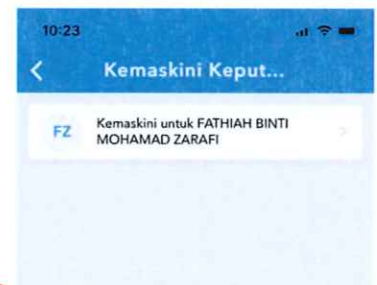 10:23
Kemaskini Keput...
FZ
Kemaskini untuk FATHIAH BINTI
MOHAMAD ZARAFI